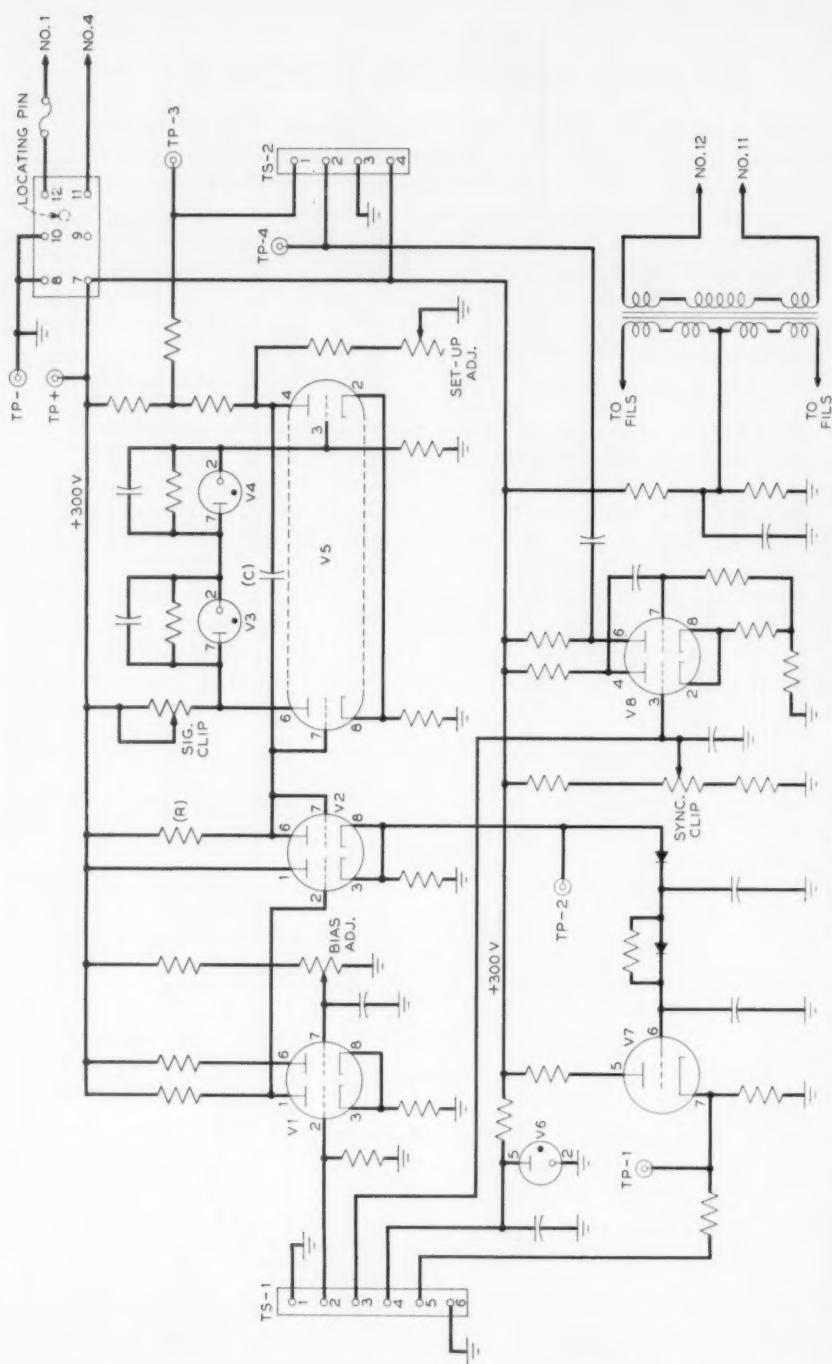 NO.1
NO.4
LOCATING PIN
12
11
10
9
8
7
TP-
TP+
TP-3
TS-2
1
2
3
4
TP-4
+300 V
4
2
3
SET-UP
ADJ.
V5
(C)
2
V4
7
2
V3
7
6
7
8
SIG.
CLIP
(R)
6
7
V2
8
1
2
3
BIAS
ADJ.
6
7
8
1
V1
2
3
TS-1
1
2
3
4
5
6
NO.12
NO.11
TO
FILS
TO
FILS
6
7
8
4
V8
3
2
SYNC.
CLIP
TP-2
+300 V
V7
5
6
7
V6
5
2
TP-1